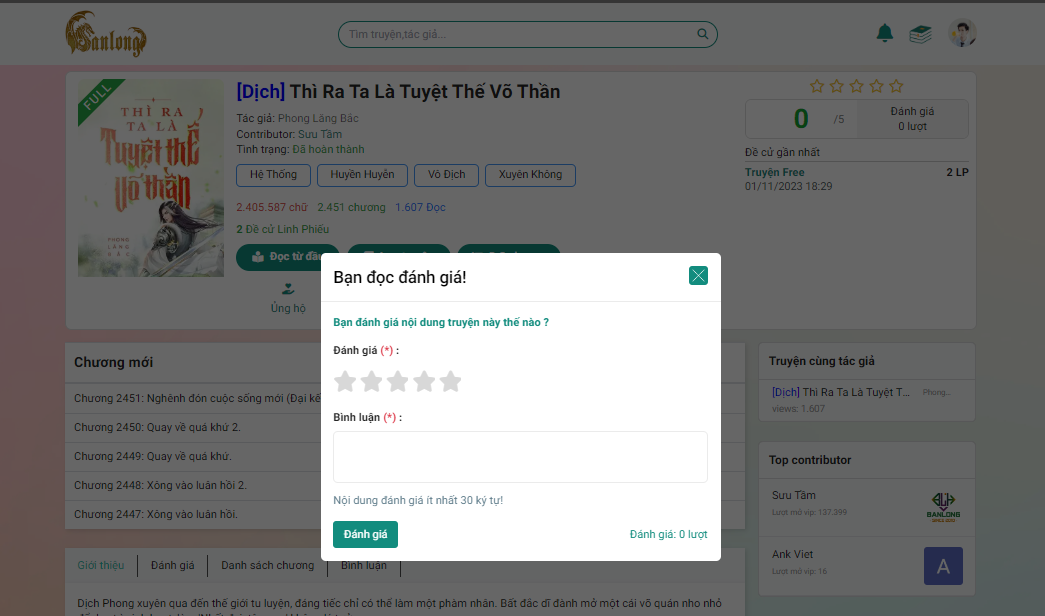 Banlong
Tìm truyện,tác giả...
FULL
THÌ RA
TA LÀ
Tuyệt thế
võ thần
PHONG
LĂNG
BẮC
[Dịch] Thì Ra Ta Là Tuyệt Thế Võ Thần
Tác giả: Phong Lăng Bắc
Contributor: Sưu Tầm
Tình trạng: Đã hoàn thành
Hệ Thống
Huyền Huyễn
Vô Địch
Xuyên Không
2.405.587 chữ 2.451 chương 1.607 Đọc
2 Đề cử Linh Phiếu
Đọc từ đầu
Ủng hộ
0 /5
Đánh giá
0 lượt
Đề cử gần nhất
Truyện Free 2 LP
01/11/2023 18:29
Bạn đọc đánh giá!
Bạn đánh giá nội dung truyện này thế nào ?
Đánh giá (*) :
Bình luận (*) :
Nội dung đánh giá ít nhất 30 ký tự!
Đánh giá
Đánh giá: 0 lượt
Chương mới
Chương 2451: Nghênh đón cuộc sống mới (Đại kế
Chương 2450: Quay về quá khứ 2.
Chương 2449: Quay về quá khứ.
Chương 2448: Xông vào luân hồi 2.
Chương 2447: Xông vào luân hồi.
Truyện cùng tác giả
[Dịch] Thì Ra Ta Là Tuyệt T... Phong...
views: 1.607
Top contributor
Sưu Tầm
Lượt mở vip: 137.399
BANLONG
SINCE 2020
Ank Viet
Lượt mở vip: 16
A
Giới thiệu
Đánh giá
Danh sách chương
Bình luận
Dịch Phong xuyên qua đến thế giới tu luyện, đáng tiếc chỉ có thể làm một phàm nhân. Bất đắc dĩ đành mở một cái võ quán nho nhỏ